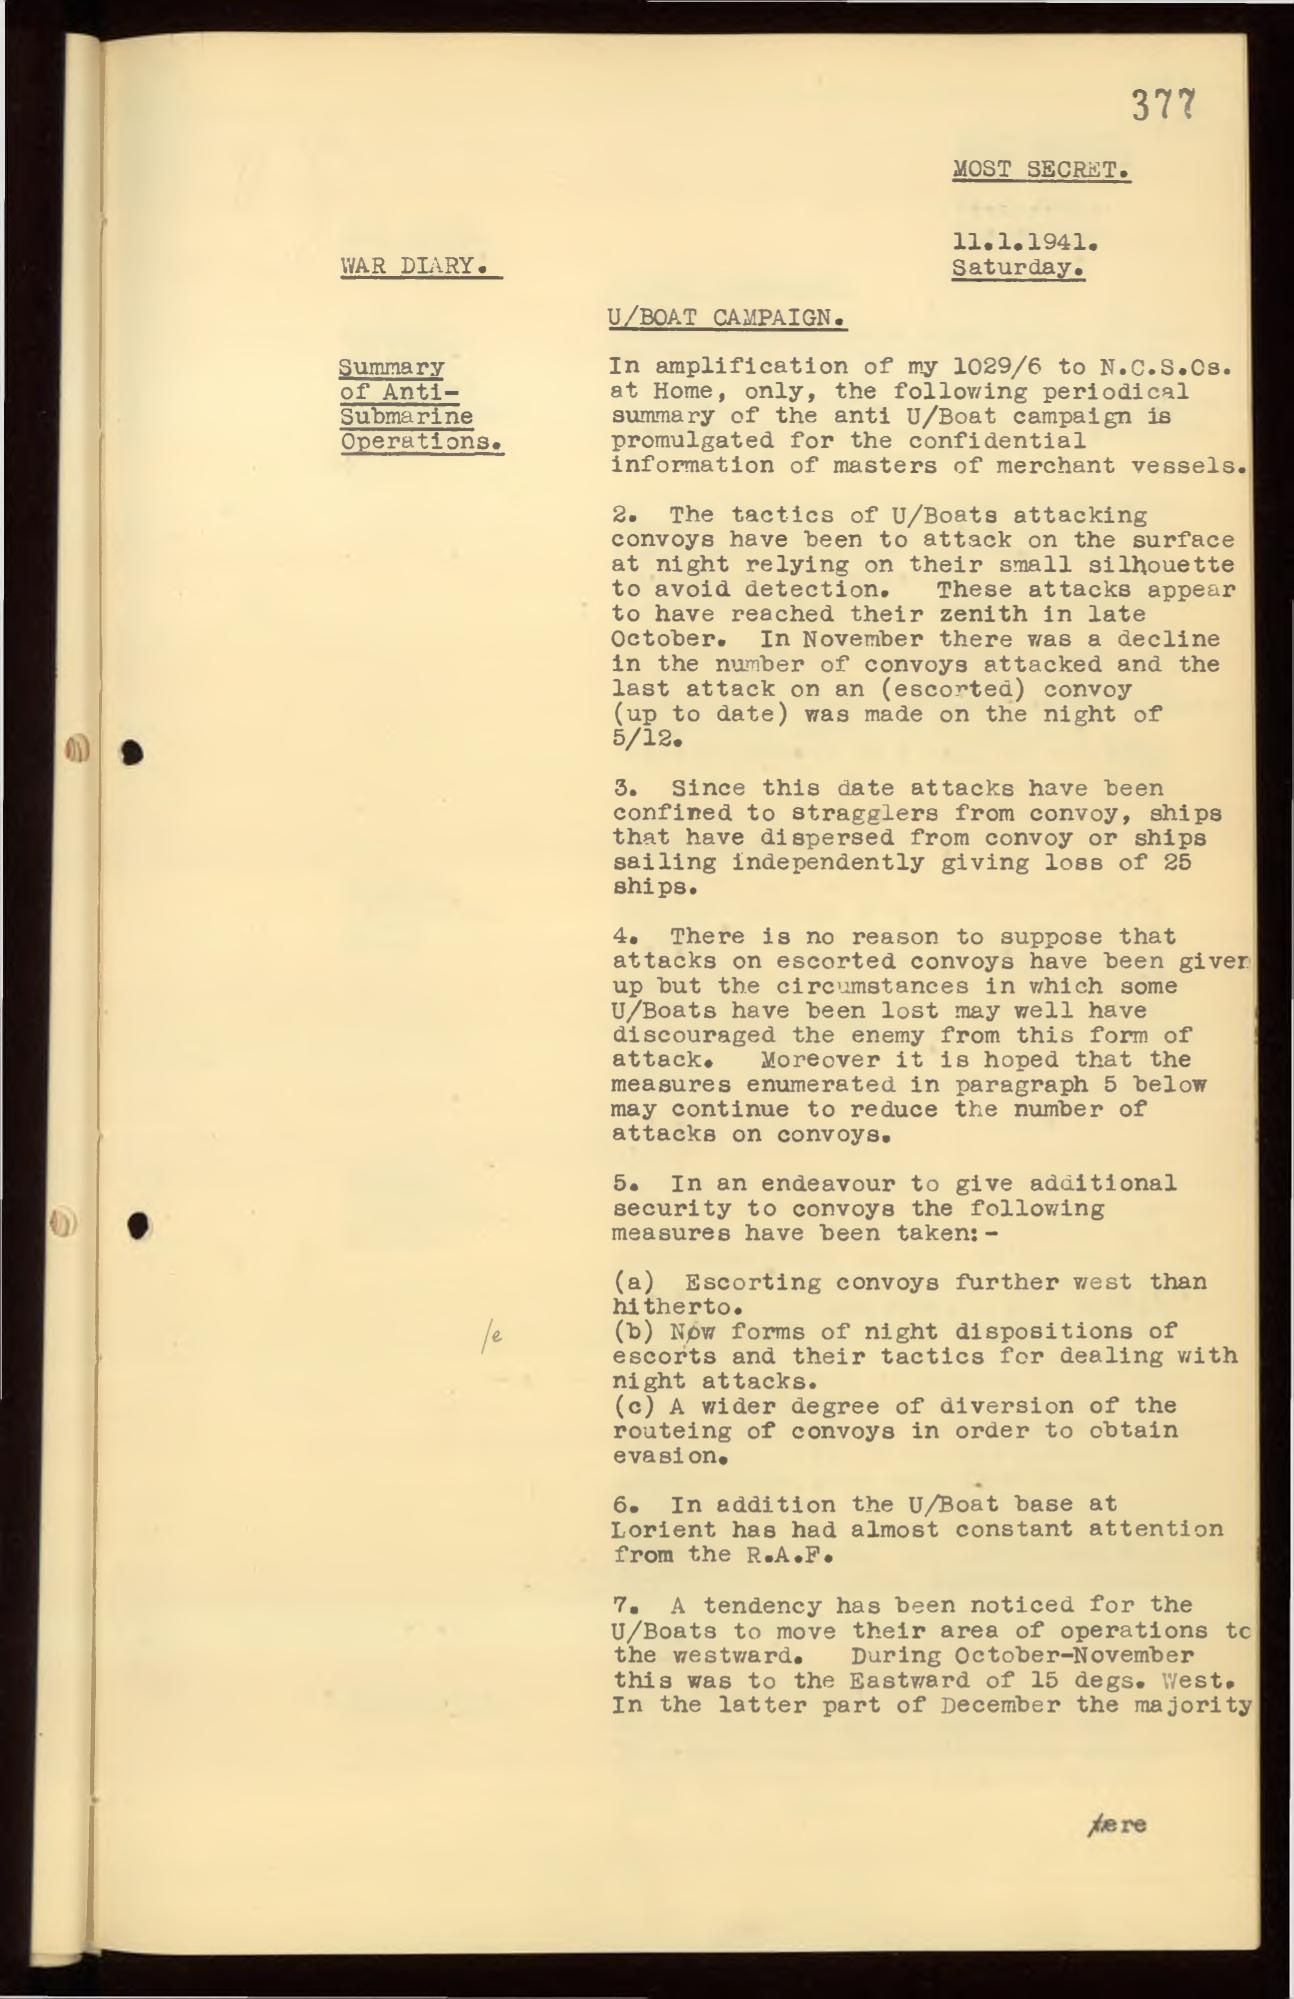 377
MOST SECRET.
11.1.1941.
Saturday.
WAR DIARY.
U/BOAT CAMPAIGN.
Summary
of Anti-
Submarine
Operations.
In amplification of my 1029/6 to N.C.S.Os.
at Home, only, the following periodical
summary of the anti U/Boat campaign is
promulgated for the confidential
information of masters of merchant vessels.
2. The tactics of U/Boats attacking
convoys have been to attack on the surface
at night relying on their small silhouette
to avoid detection. These attacks appear
to have reached their zenith in late
October. In November there was a decline
in the number of convoys attacked and the
last attack on an (escorted) convoy
(up to date) was made on the night of
5/12.
3. Since this date attacks have been
confined to stragglers from convoy, ships
that have dispersed from convoy or ships
sailing independently giving loss of 25
ships.
4. There is no reason to suppose that
attacks on escorted convoys have been given
up but the circumstances in which some
U/Boats have been lost may well have
discouraged the enemy from this form of
attack. Moreover it is hoped that the
measures enumerated in paragraph 5 below
may continue to reduce the number of
attacks on convoys.
5. In an endeavour to give additional
security to convoys the following
measures have been taken:-
(a) Escorting convoys further west than
hitherto.
/e
(b) Now forms of night dispositions of
escorts and their tactics for dealing with
night attacks.
(c) A wider degree of diversion of the
routeing of convoys in order to obtain
evasion.
6. In addition the U/Boat base at
Lorient has had almost constant attention
from the R.A.F.
7. A tendency has been noticed for the
U/Boats to move their area of operations to
the westward. During October-November
this was to the Eastward of 15 degs. West.
In the latter part of December the majority